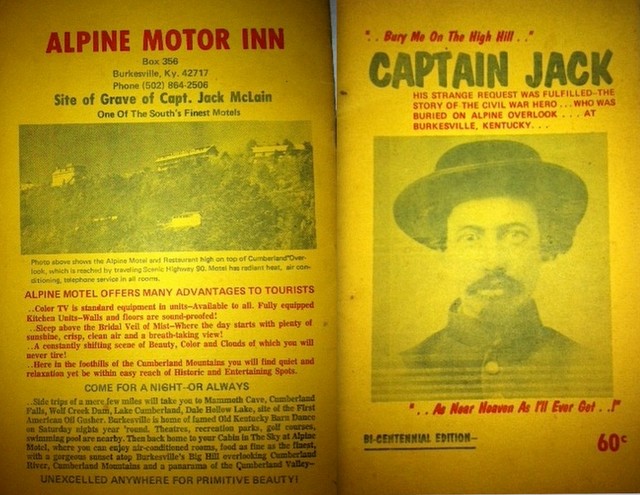 ALPINE MOTOR INN
Box 356
Burkesville, Ky. 42717
Phone (502) 864-2506
Site of Grave of Capt. Jack McLain
One Of The South's Finest Motels
Photo above shows the Alpine Motel and Restaurant high on top of Cumberland Over-
look, which is reached by traveling Scenic Highway 90. Motel has radiant heat, air con-
ditioning, telephone service in all rooms.
ALPINE MOTEL OFFERS MANY ADVANTAGES TO TOURISTS
..Color TV is standard equipment in units--Available to all. Fully equipped
Kitchen Units--Walls and floors are sound-proofed!
..Sleep above the Bridal Veil of Mist--Where the day starts with plenty of
sunshine, crisp, clean air and a breath-taking view!
..A constantly shifting scene of Beauty, Color and Clouds of which you will
never tire!
..Here in the foothills of the Cumberland Mountains you will find quiet and
relaxation yet be within easy reach of Historic and Entertaining Spots.
COME FOR A NIGHT--OR ALWAYS
..Side trips of a mere few miles will take you to Mammoth Cave, Cumberland
Falls, Wolf Creek Dam, Lake Cumberland, Dale Hollow Lake, site of the First
American Oil Gusher. Burkesville is home of famed Old Kentucky Barn Dance
on Saturday nights year 'round. Theatres, recreation parks, golf courses,
swimming pool are nearby. Then back home to your Cabin in The Sky at Alpine
Motel, where you can enjoy air-conditioned rooms, food as fine as the finest,
with a gorgeous sunset atop Burkesville's Big Hill overlooking Cumberland
River, Cumberland Mountains and a panarama of the Cumberland Valley--
UNEXCELLED ANYWHERE FOR PRIMITIVE BEAUTY!
". . Bury Me On The High Hill . ."
CAPTAIN JACK
HIS STRANGE REQUEST WAS FULFILLED--THE
STORY OF THE CIVIL WAR HERO . . . WHO WAS
BURIED ON ALPINE OVERLOOK . . . AT
BURKESVILLE, KENTUCKY . . .
". . As Near Heaven As I'll Ever Get . .!"
BI-CENTENNIAL EDITION--
60¢